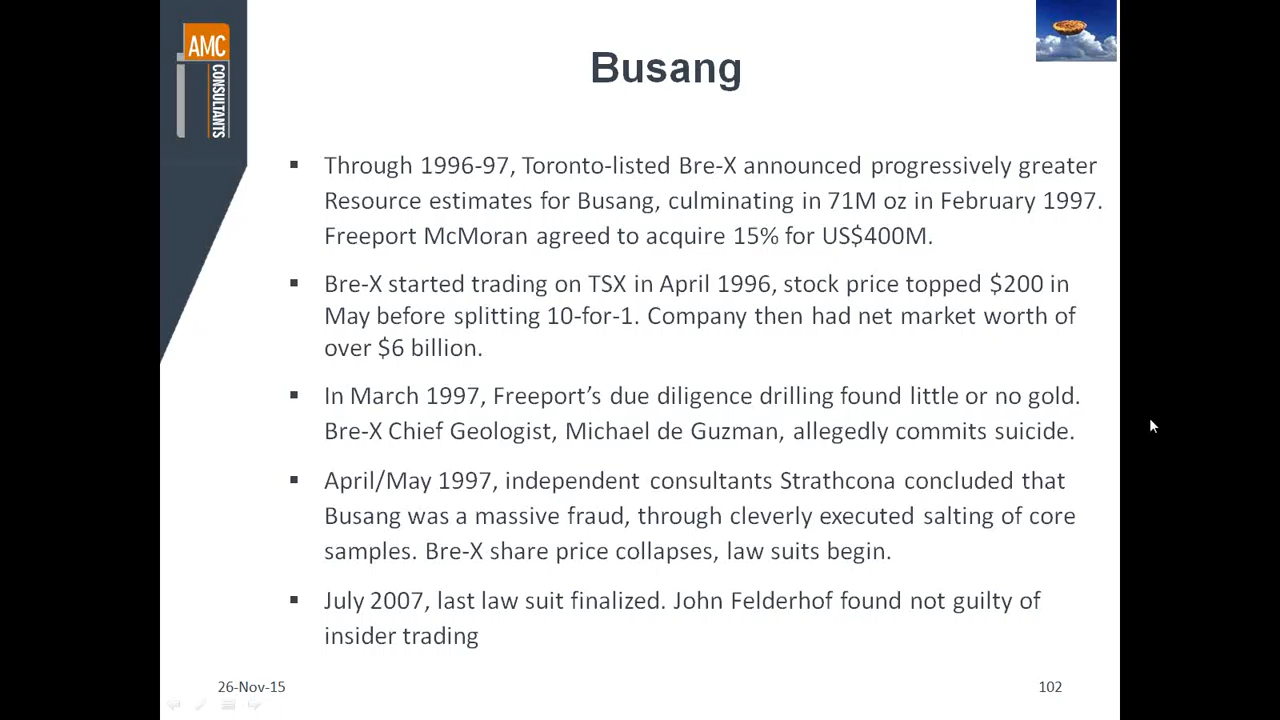 AMC
CONSULTANTS
Busang
Through 1996-97, Toronto-listed Bre-X announced progressively greater
Resource estimates for Busang, culminating in 71M oz in February 1997.
Freeport McMoran agreed to acquire 15% for US$400M.
Bre-X started trading on TSX in April 1996, stock price topped $200 in
May before splitting 10-for-1. Company then had net market worth of
over $6 billion.
In March 1997, Freeport’s due diligence drilling found little or no gold.
Bre-X Chief Geologist, Michael de Guzman, allegedly commits suicide.
April/May 1997, independent consultants Strathcona concluded that
Busang was a massive fraud, through cleverly executed salting of core
samples. Bre-X share price collapses, law suits begin.
July 2007, last law suit finalized. John Felderhof found not guilty of
insider trading
26-Nov-15
102